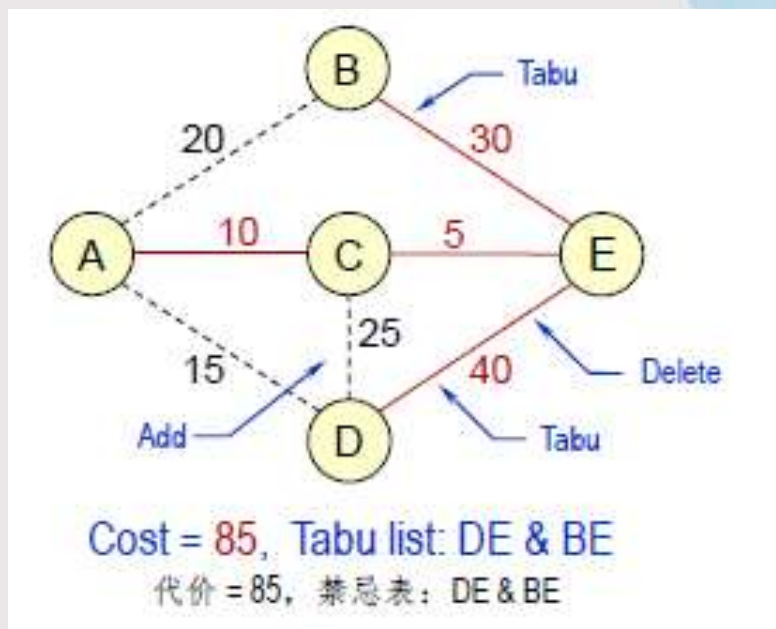 B
Tabu
20
30
A
10
C
5
E
25
15
40
Delete
Add
D
Tabu
Cost = 85, Tabu list: DE & BE
代价 = 85, 禁忌表: DE & BE